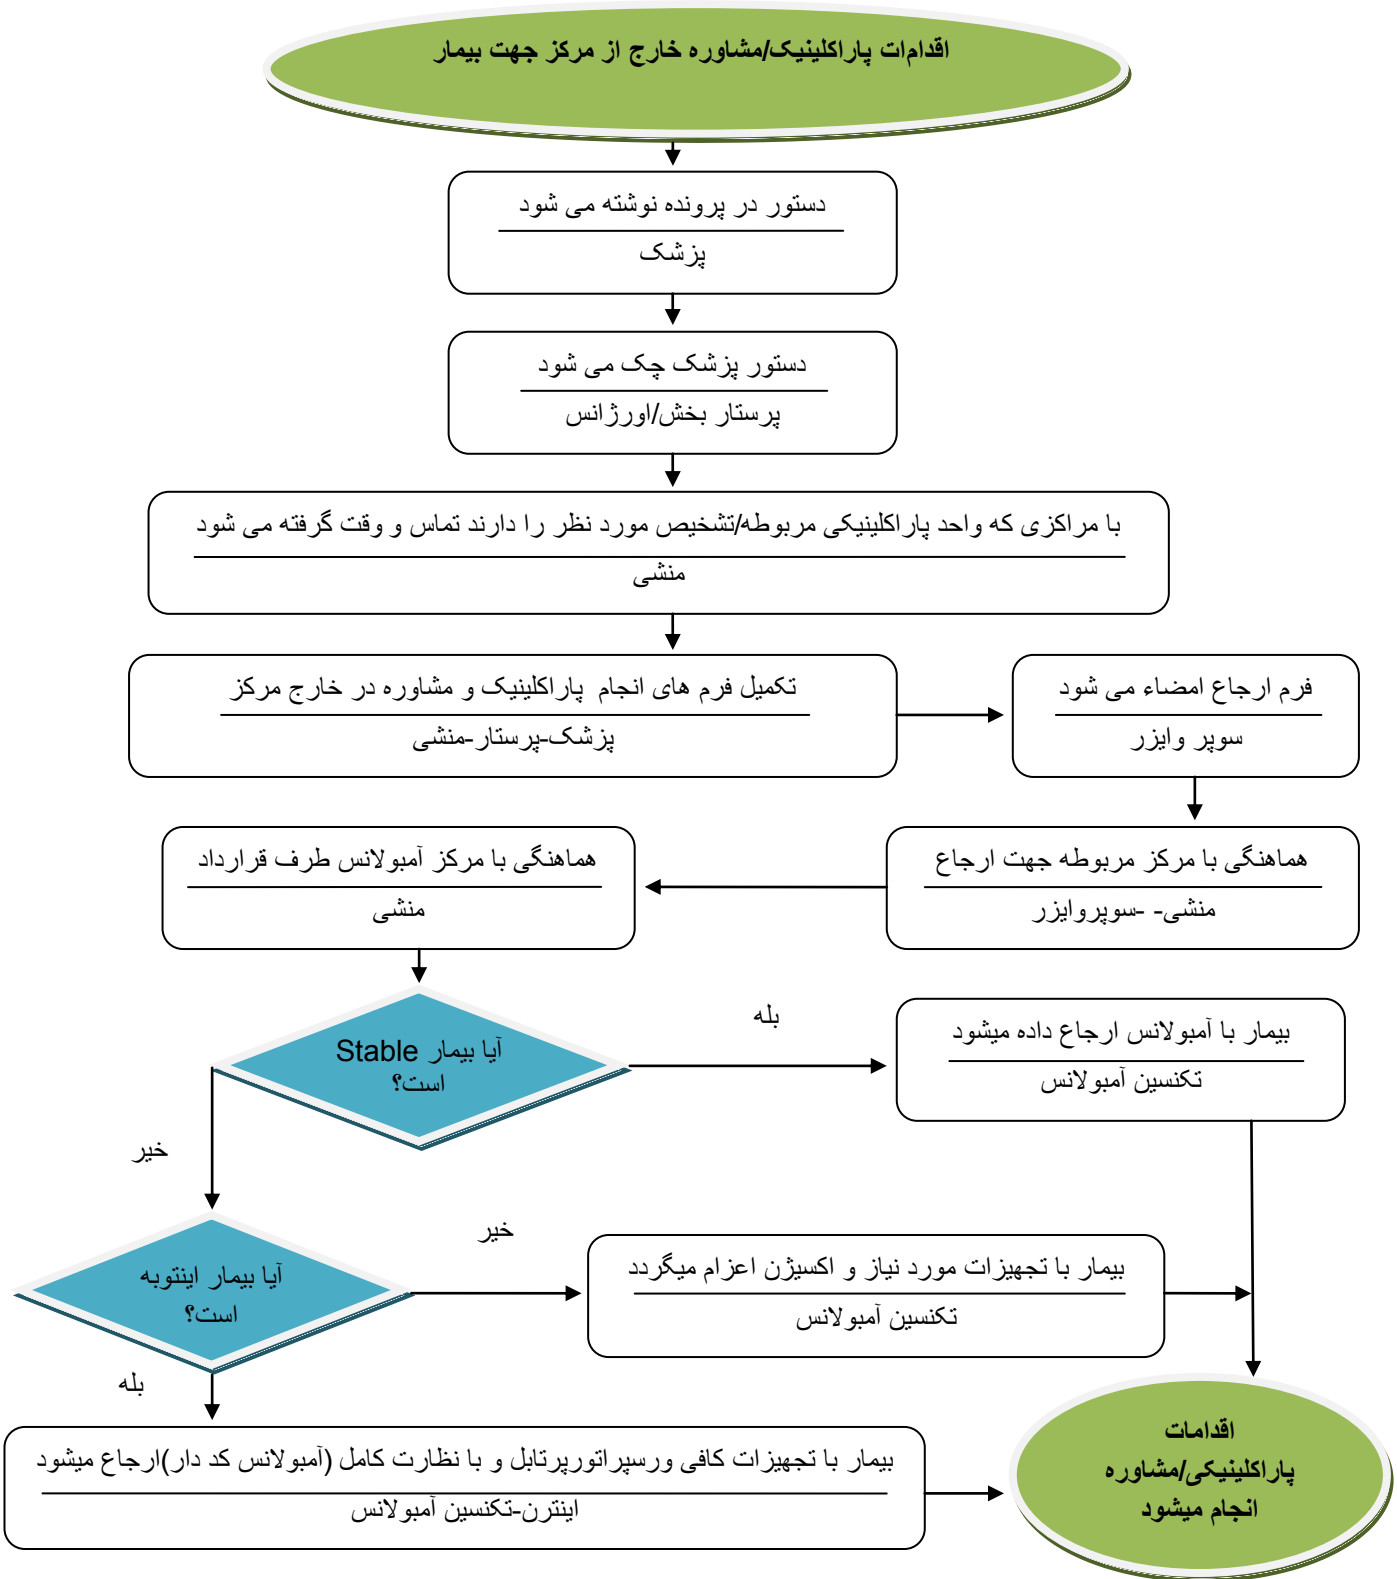 اقدامات پاراکلینیک/مشاوره خارج از مرکز جهت بیمار
دستور در پرونده نوشته می شود
پزشک
دستور پزشک چک می شود
پرستار بخش/اورژانس
با مراکزی که واحد پاراکلینیکی مربوطه/تشخیص مورد نظر را دارند تماس و وقت گرفته می شود
منشی
تکمیل فرم های انجام پاراکلینیک و مشاوره در خارج مرکز
پزشک-پرستار-منشی
فرم ارجاع امضاء می شود
سوپر وایزر
هماهنگی با مرکز مربوطه جهت ارجاع
منشی- -سوپروایزر
هماهنگی با مرکز آمبولانس طرف قرارداد
منشی
آیا بیمار Stable
است؟
بله
بیمار با آمبولانس ارجاع داده میشود
تکنسین آمبولانس
خیر
آیا بیمار اینتوبه
است؟
خیر
بیمار با تجهیزات مورد نیاز و اکسیژن اعزام میگردد
تکنسین آمبولانس
بله
بیمار با تجهیزات کافی ورسپراتورپرتابل و با نظارت کامل (آمبولانس کد دار)ارجاع میشود
اینترن-تکنسین آمبولانس
اقدامات
پاراکلینیکی/مشاوره
انجام میشود